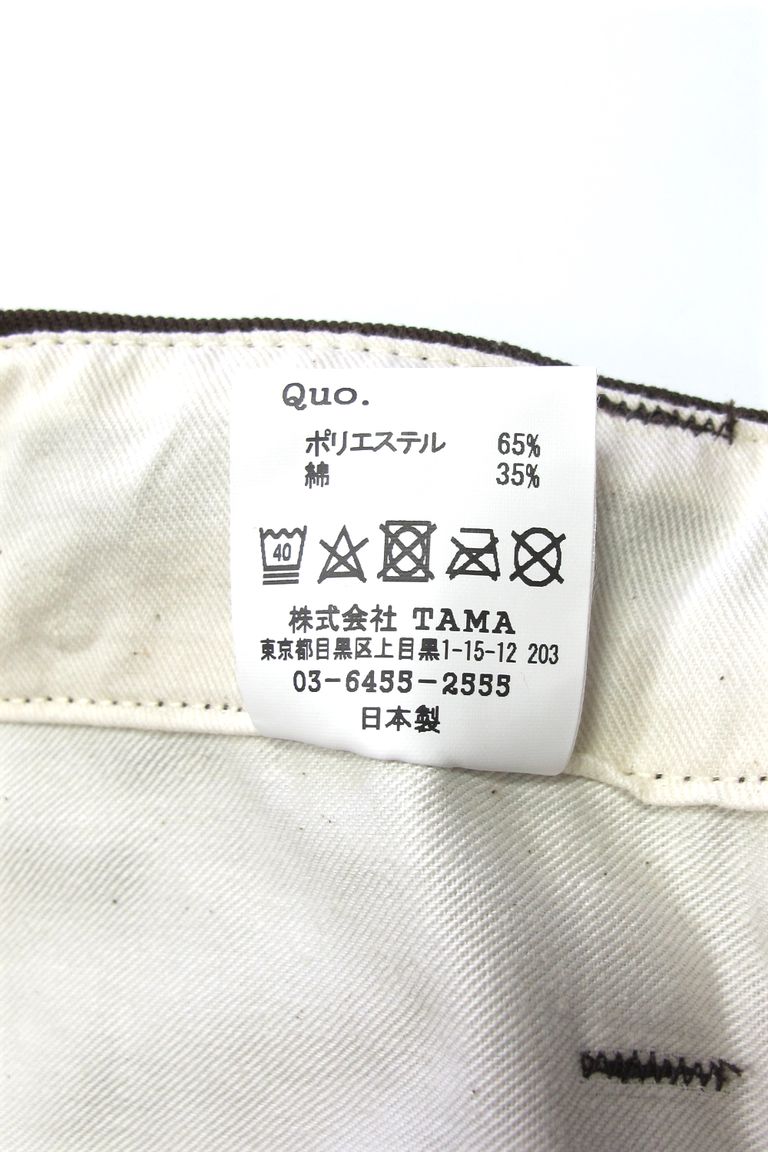 Quo.
ポリエステル 65%
綿 35%
40
株式会社 TAMA
東京都目黒区上目黒1-15-12 203
03-6455-2555
日本製